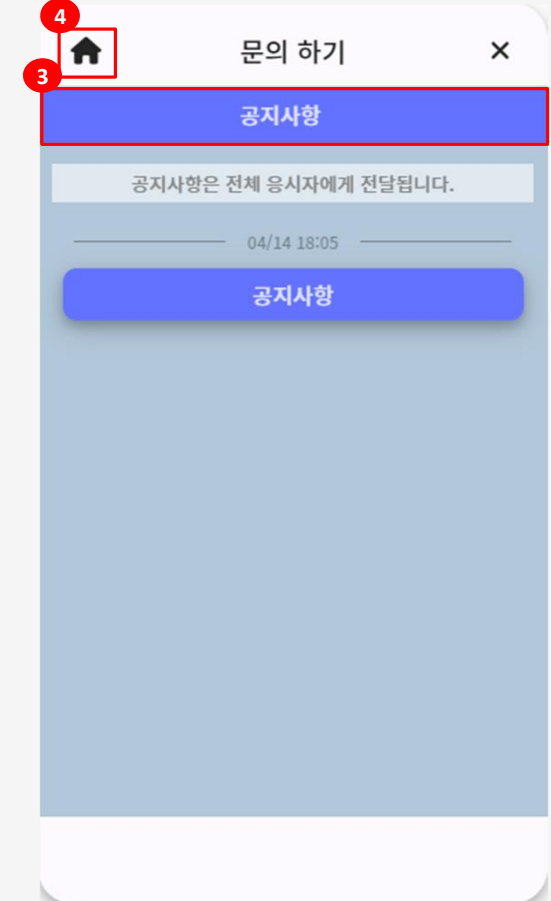 4
문의 하기 ×
3
공지사항
공지사항은 전체 응시자에게 전달됩니다.
04/14 18:05
공지사항